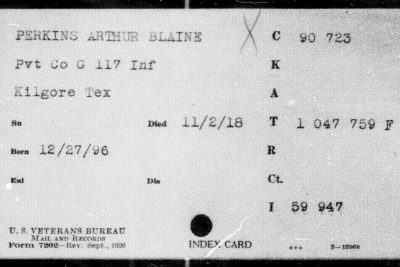 PERKINS ARTHUR BLAINE X C 90 723
Pvt Co G 117 Inf K
Kilgore Tex A
Sn Died 11/2/18 T 1 047 759 F
Born 12/27/96 R
Enl Dis Ct.
I 59 947
U. S. VETERANS BUREAU
MAIL AND RECORDS
Form 7202—Rev. Sept., 1926 INDEX CARD